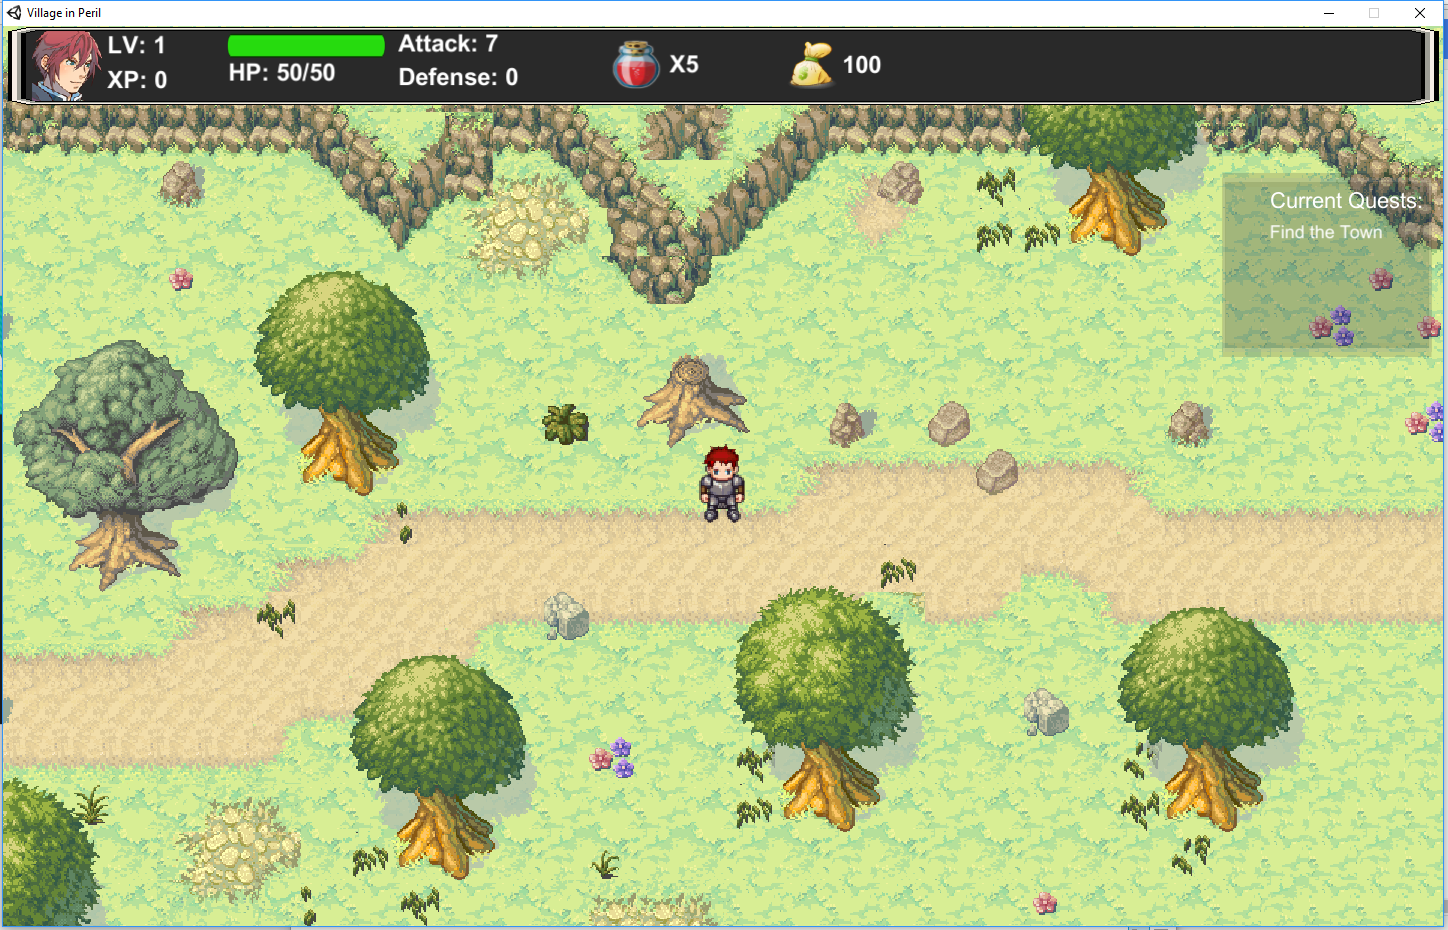 Village in Peril
LV: 1
XP: 0
HP: 50/50
Attack: 7
Defense: 0
X5
100
Current Quests:
Find the Town